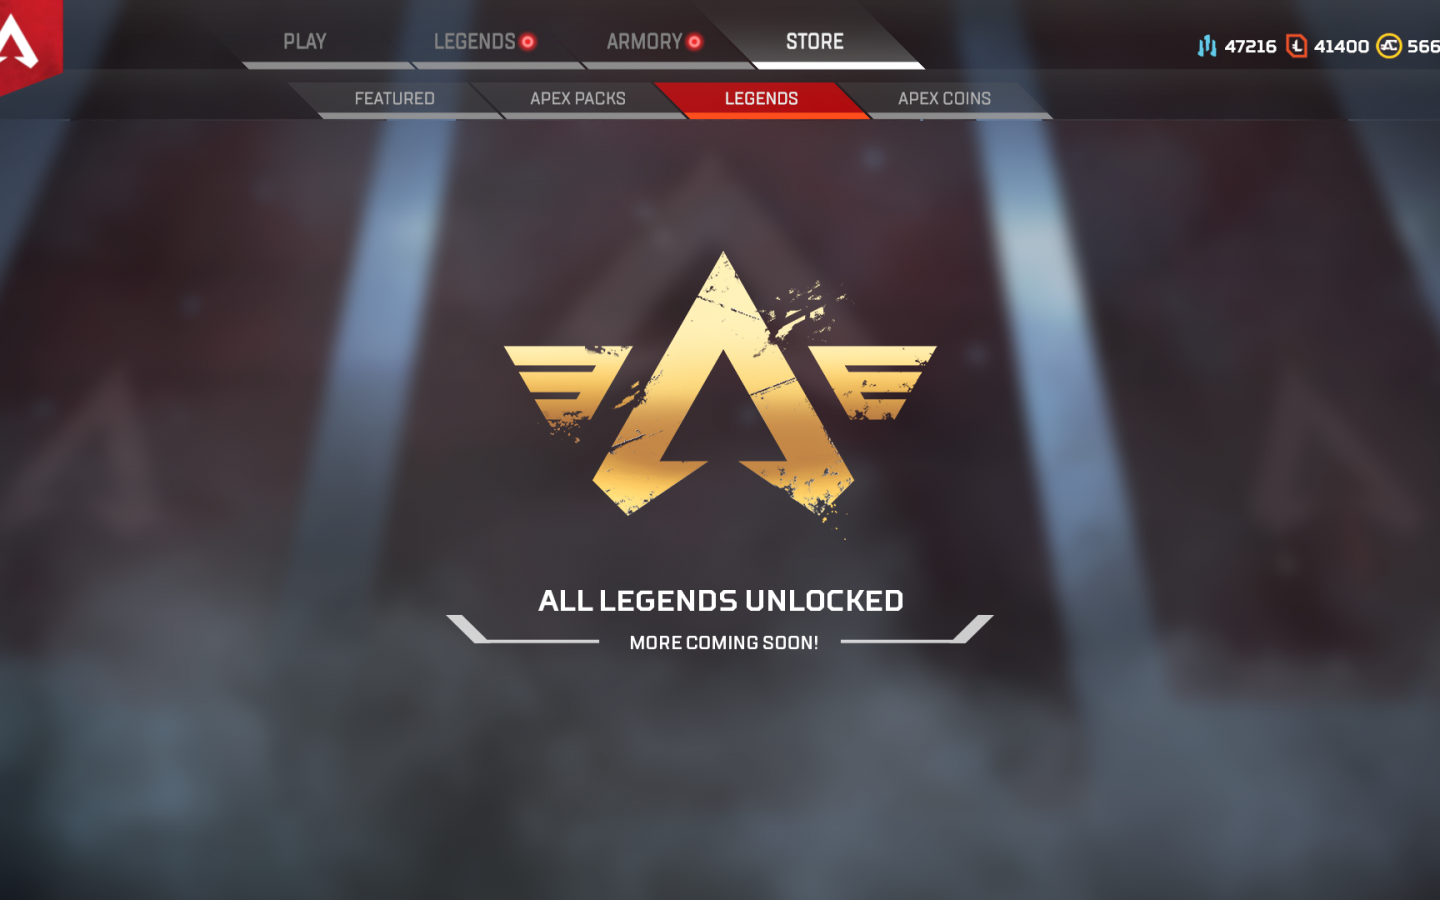 PLAY LEGENDS ARMORY STORE 47216 41400 566
FEATURED APEX PACKS LEGENDS APEX COINS
ALL LEGENDS UNLOCKED
MORE COMING SOON!